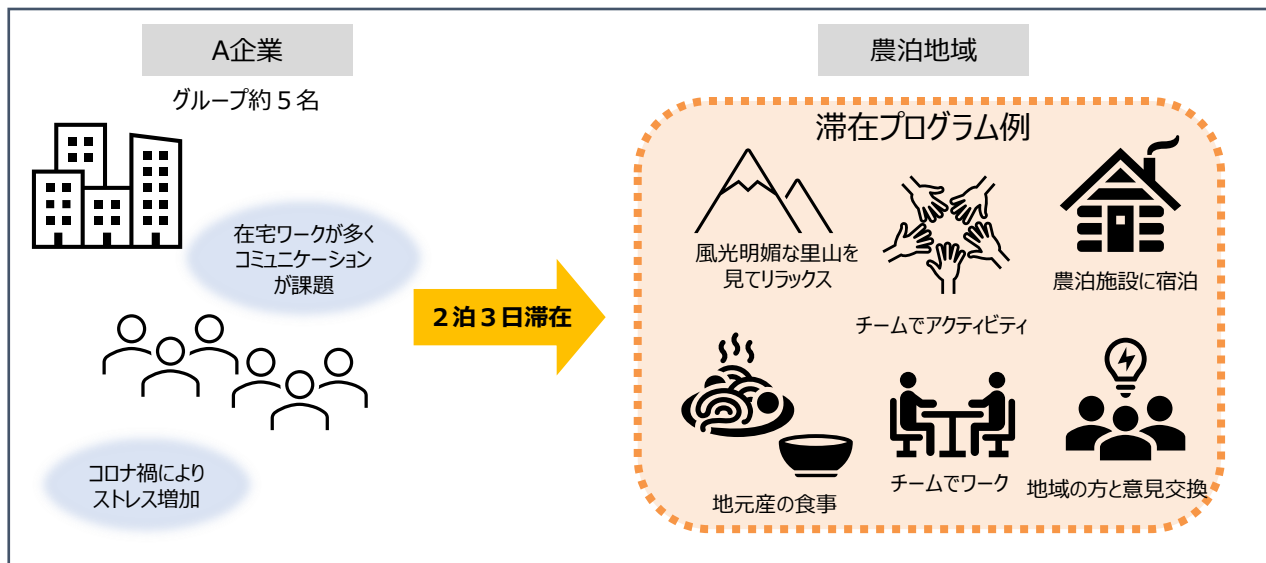 A企業
グループ約５名
在宅ワークが多く
コミュニケーション
が課題
コロナ禍により
ストレス増加
２泊３日滞在
農泊地域
滞在プログラム例
風光明媚な里山を
見てリラックス
チームでアクティビティ
農泊施設に宿泊
地元産の食事
チームでワーク
地域の方と意見交換